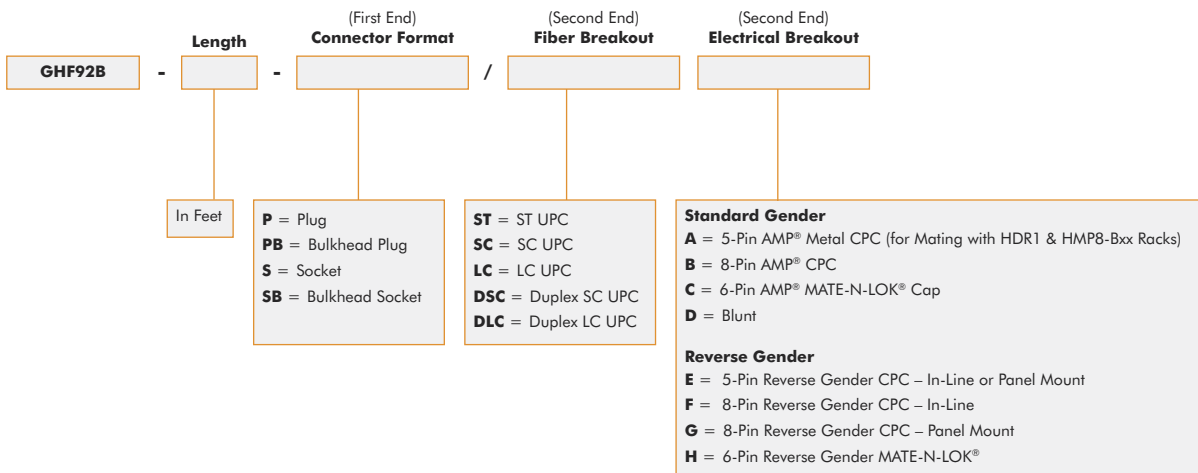 (First End)
(Second End)
(Second End)
Length
Connector Format
Fiber Breakout
Electrical Breakout
GHF92B - - /
In Feet
P = Plug
PB = Bulkhead Plug
S = Socket
SB = Bulkhead Socket
ST = ST UPC
SC = SC UPC
LC = LC UPC
DSC = Duplex SC UPC
DLC = Duplex LC UPC
Standard Gender
A = 5-Pin AMP® Metal CPC (for Mating with HDR1 & HMP8-Bxx Racks)
B = 8-Pin AMP® CPC
C = 6-Pin AMP® MATE-N-LOK® Cap
D = Blunt
Reverse Gender
E = 5-Pin Reverse Gender CPC – In-Line or Panel Mount
F = 8-Pin Reverse Gender CPC – In-Line
G = 8-Pin Reverse Gender CPC – Panel Mount
H = 6-Pin Reverse Gender MATE-N-LOK®